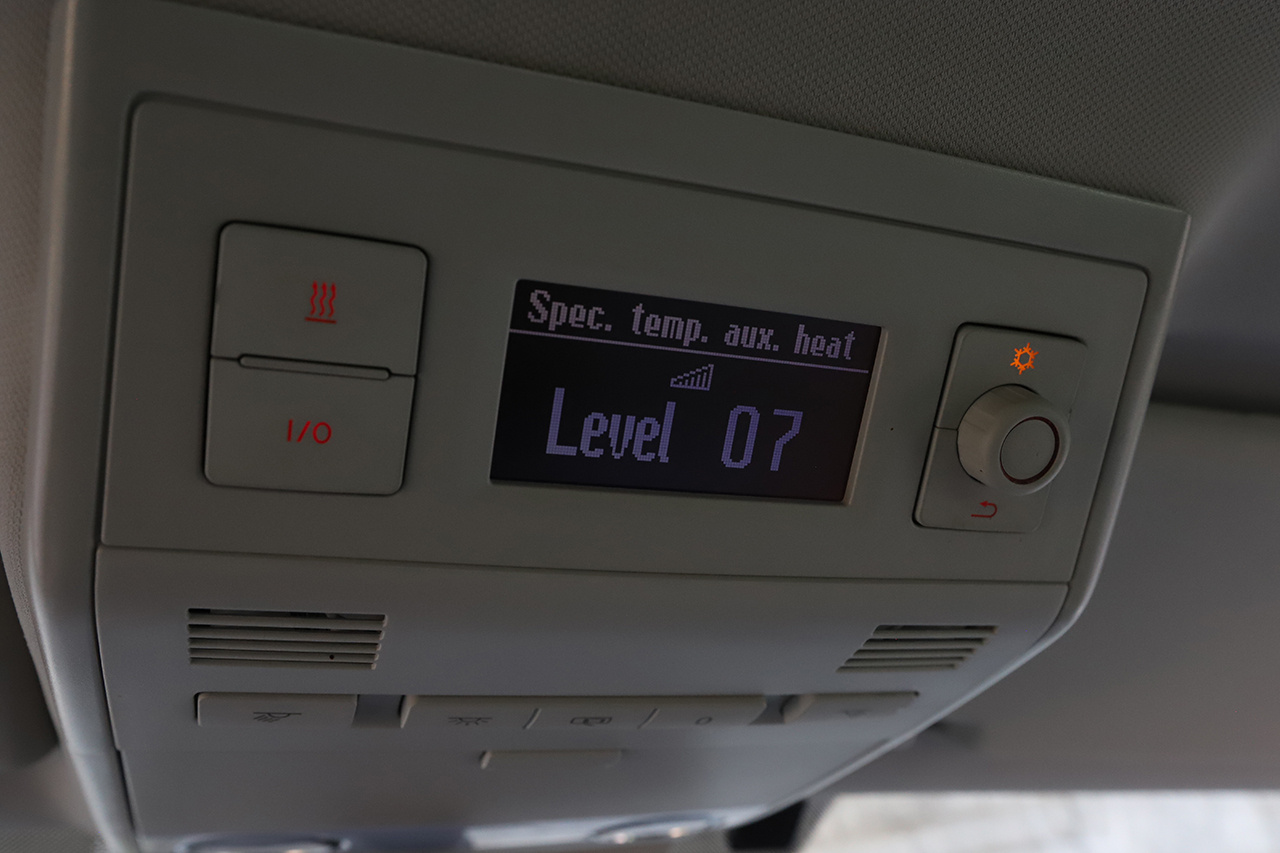 Spec. temp. aux. heat
Level 07
I/O